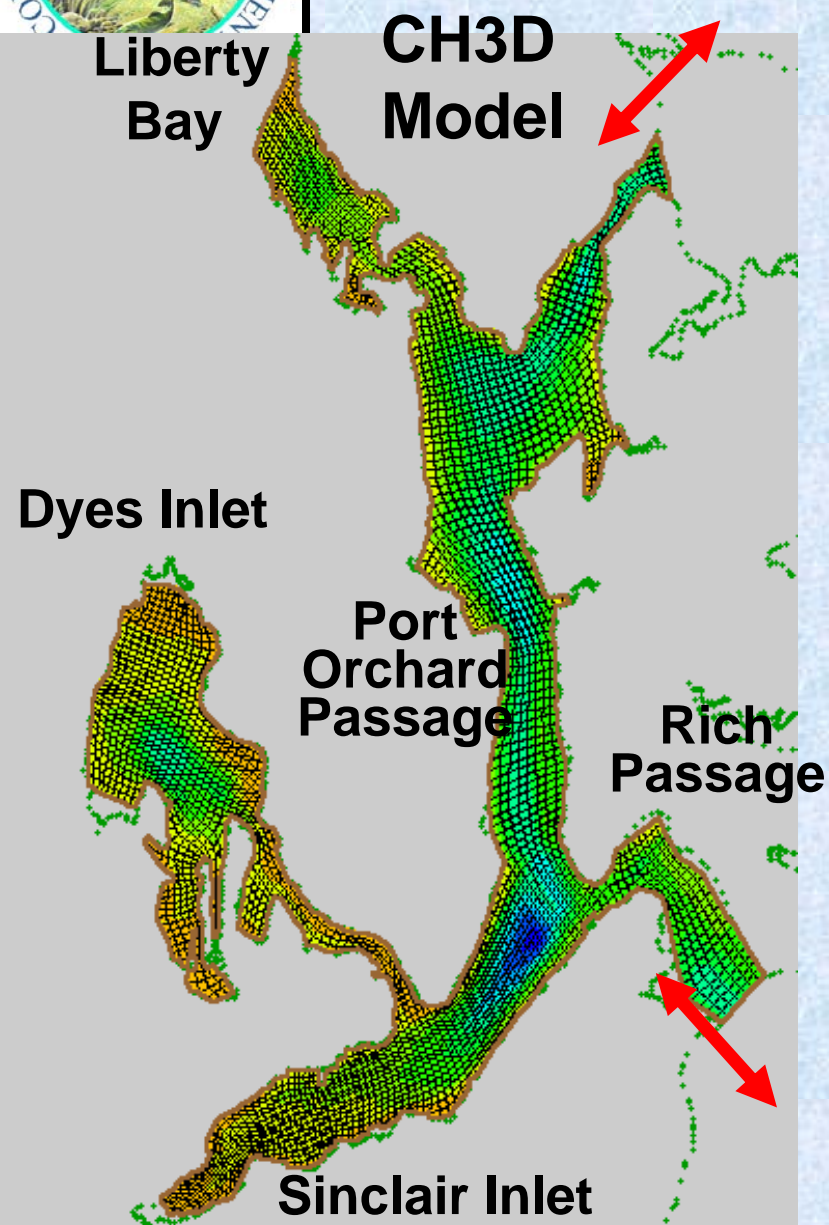 Liberty
Bay
CH3D
Model
Dyes Inlet
Port
Orchard
Passage
Rich
Passage
Sinclair Inlet